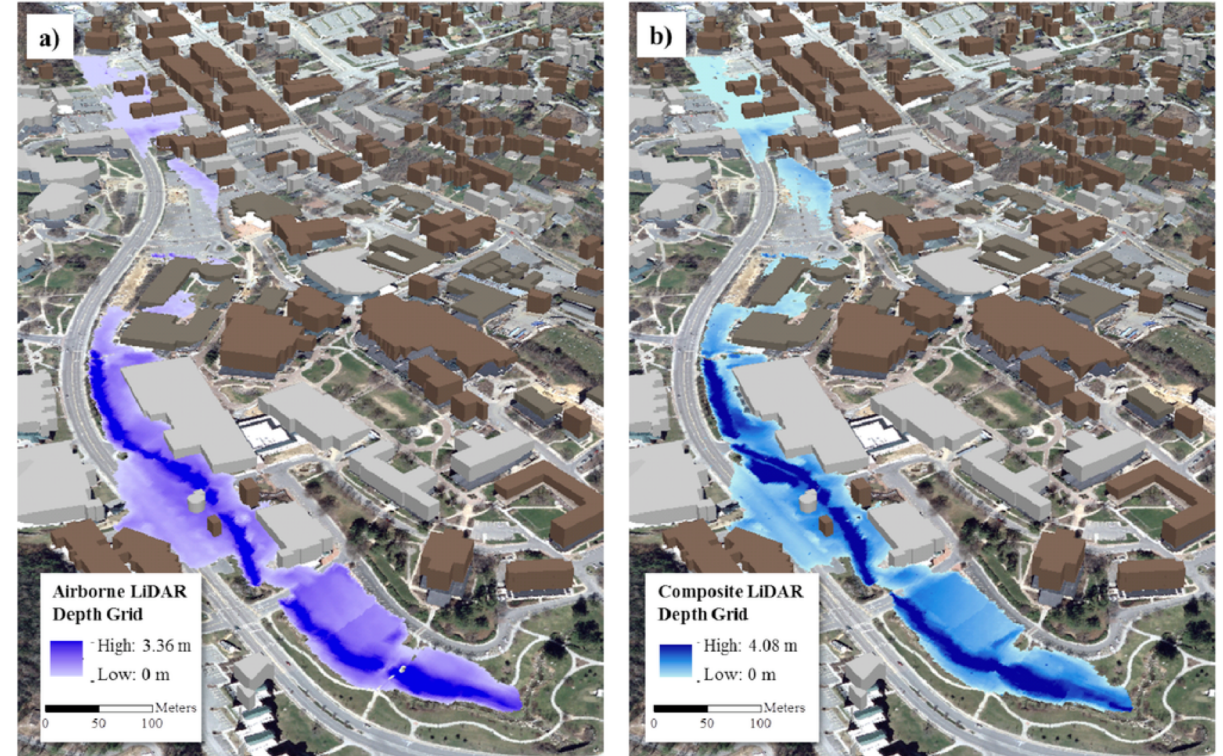 a)
Airborne LiDAR
Depth Grid
High: 3.36 m
Low: 0 m
Meters
0 50 100
b)
Composite LiDAR
Depth Grid
High: 4.08 m
Low: 0 m
Meters
0 50 100